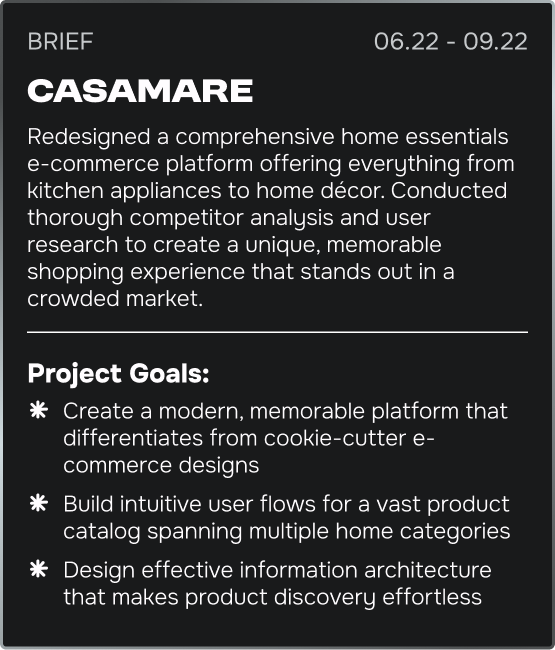 BRIEF 06.22 - 09.22
CASAMARE
Redesigned a comprehensive home essentials
e-commerce platform offering everything from
kitchen appliances to home décor. Conducted
thorough competitor analysis and user
research to create a unique, memorable
shopping experience that stands out in a
crowded market.
Project Goals:
Create a modern, memorable platform that
differentiates from cookie-cutter e-
commerce designs
Build intuitive user flows for a vast product
catalog spanning multiple home categories
Design effective information architecture
that makes product discovery effortless